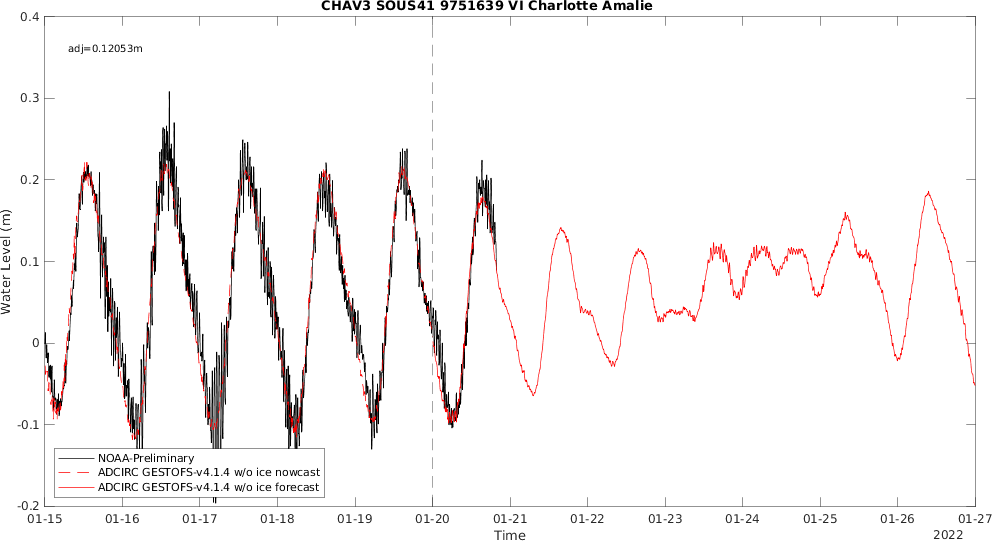 CHAV3 SOUS41 9751639 VI Charlotte Amalie
adj=0.12053m
Water Level (m)
0.4
0.3
0.2
0.1
0
-0.1
-0.2
NOAA-Preliminary
ADCIRC GESTOFS-v4.1.4 w/o ice nowcast
ADCIRC GESTOFS-v4.1.4 w/o ice forecast
01-15 01-16 01-17 01-18 01-19 01-20 01-21 01-22 01-23 01-24 01-25 01-26 01-27
Time
2022